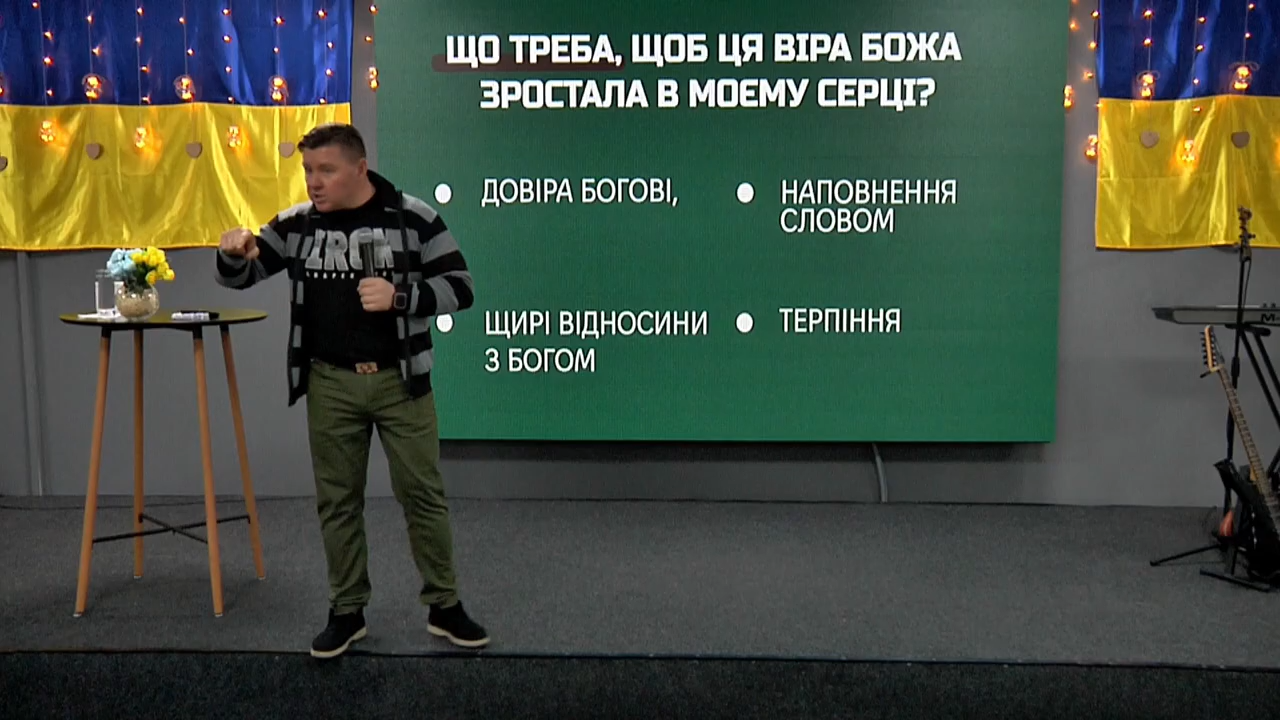 ЩО ТРЕБА, ЩОБ ЦЯ ВІРА БОЖА
ЗРОСТАЛА В МОЄМУ СЕРЦІ?
ДОВІРА БОГОВІ,
НАПОВНЕННЯ
СЛОВОМ
ЩИРІ ВІДНОСИНИ
З БОГОМ
ТЕРПІННЯ